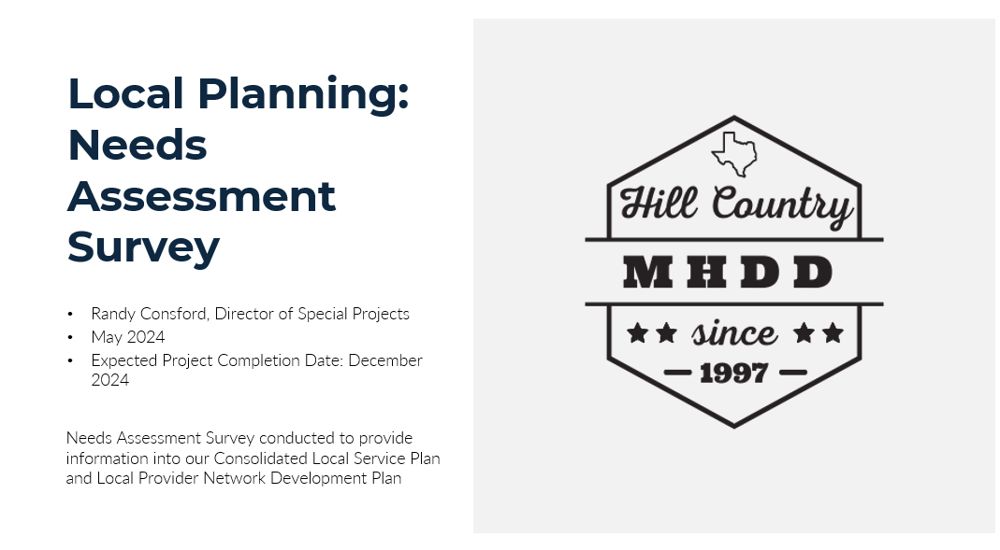 Local Planning:
Needs
Assessment
Survey
• Randy Consford, Director of Special Projects
• May 2024
• Expected Project Completion Date: December
2024
Needs Assessment Survey conducted to provide
information into our Consolidated Local Service Plan
and Local Provider Network Development Plan
Hill Country
MHDD
since
1997